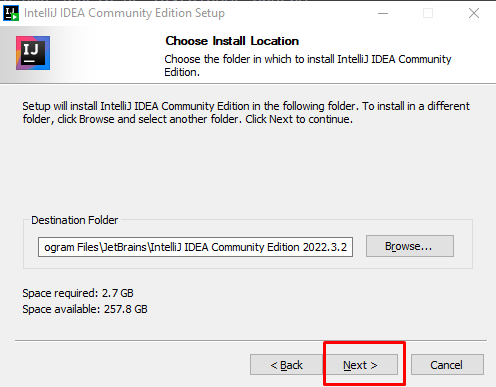 IntelliJ IDEA Community Edition Setup
IJ
Choose Install Location
Choose the folder in which to install IntelliJ IDEA Community
Edition.
Setup will install IntelliJ IDEA Community Edition in the following folder. To install in a different
folder, click Browse and select another folder. Click Next to continue.
Destination Folder
ogram Files\JetBrains\IntelliJ IDEA Community Edition 2022.3.2
Browse...
Space required: 2.7 GB
Space available: 257.8 GB
< Back Next > Cancel